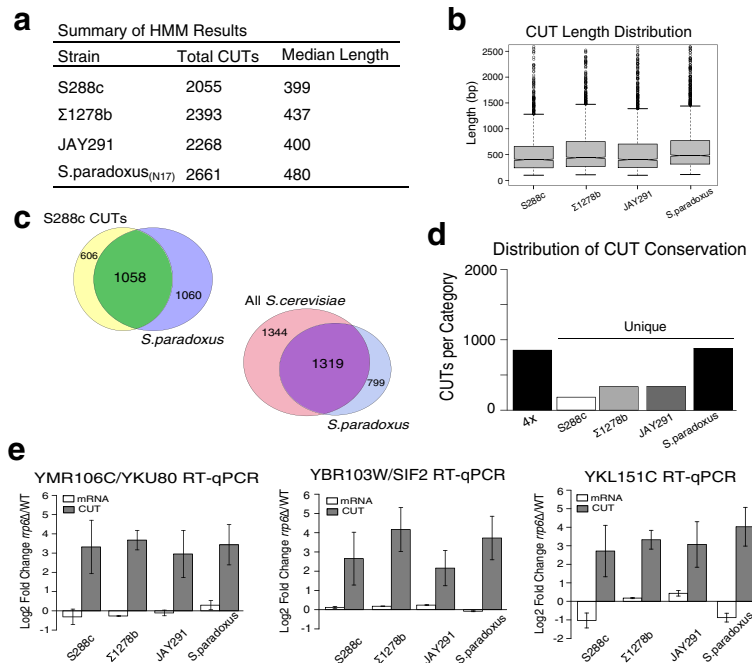 a
Summary of HMM Results
Strain Total CUTs Median Length
S288c 2055 399
Σ1278b 2393 437
JAY291 2268 400
S.paradoxus(N17) 2661 480
b
CUT Length Distribution
Length (bp)
2500
2000
1500
1000
500
0
S288c Σ1278b JAY291 S.paradoxus
c
S288c CUTs
606
1058
1060
S.paradoxus
All S.cerevisiae
1344
1319
799
S.paradoxus
d
Distribution of CUT Conservation
CUTs per Category
2000
1000
0
Unique
4X S288c Σ1278b JAY291 S.paradoxus
e
YMR106C/YKU80 RT-qPCR
Log2 Fold Change rrp6Δ/WT
mRNA
CUT
6
5
4
3
2
1
0
-1
S288c Σ1278b JAY291 S.paradoxus
YBR103W/SIF2 RT-qPCR
Log2 Fold Change rrp6Δ/WT
mRNA
CUT
6
5
4
3
2
1
0
-1
S288c Σ1278b JAY291 S.paradoxus
YKL151C RT-qPCR
Log2 Fold Change rrp6Δ/WT
mRNA
CUT
6
5
4
3
2
1
0
-1
-2
S288c Σ1278b JAY291 S.paradoxus